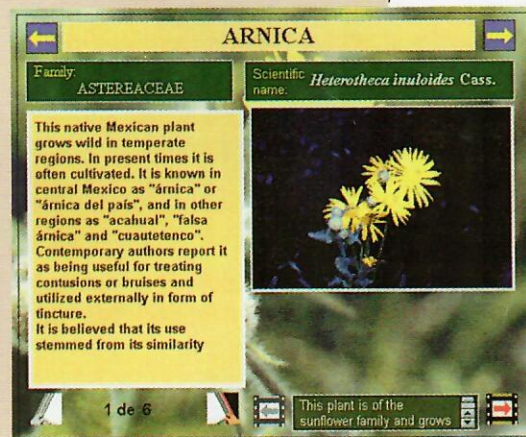 ARNICA
Family:
ASTEREACEAE
Scientific
name:
Heterotheca inuloides Cass.
This native Mexican plant
grows wild in temperate
regions. In present times it is
often cultivated. It is known in
central Mexico as "árnica" or
"árnica del país", and in other
regions as "acahual", "falsa
árnica" and "cuautetenco".
Contemporary authors report it
as being useful for treating
contusions or bruises and
utilized externally in form of
tincture.
It is believed that its use
stemmed from its similarity
1 de 6
This plant is of the
sunflower family and grows